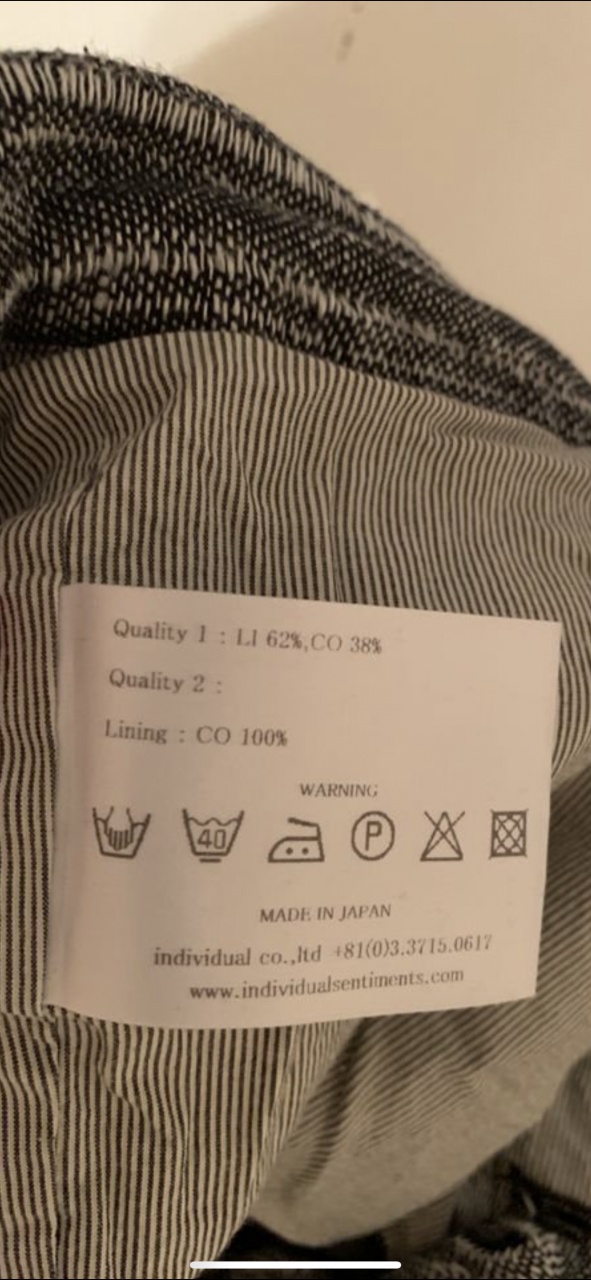 Quality 1 : LI 62%,CO 38%
Quality 2 :
Lining : CO 100%
WARNING
40
P
MADE IN JAPAN
individual co.,ltd +81(0)3.3715.0617
www.individualsentiments.com